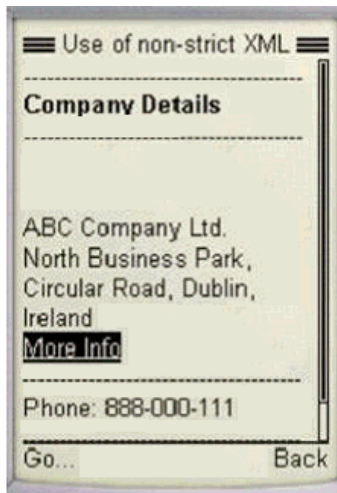 Use of non-strict XML
Company Details
ABC Company Ltd.
North Business Park,
Circular Road, Dublin,
Ireland
More Info
Phone: 888-000-111
Go...
Back